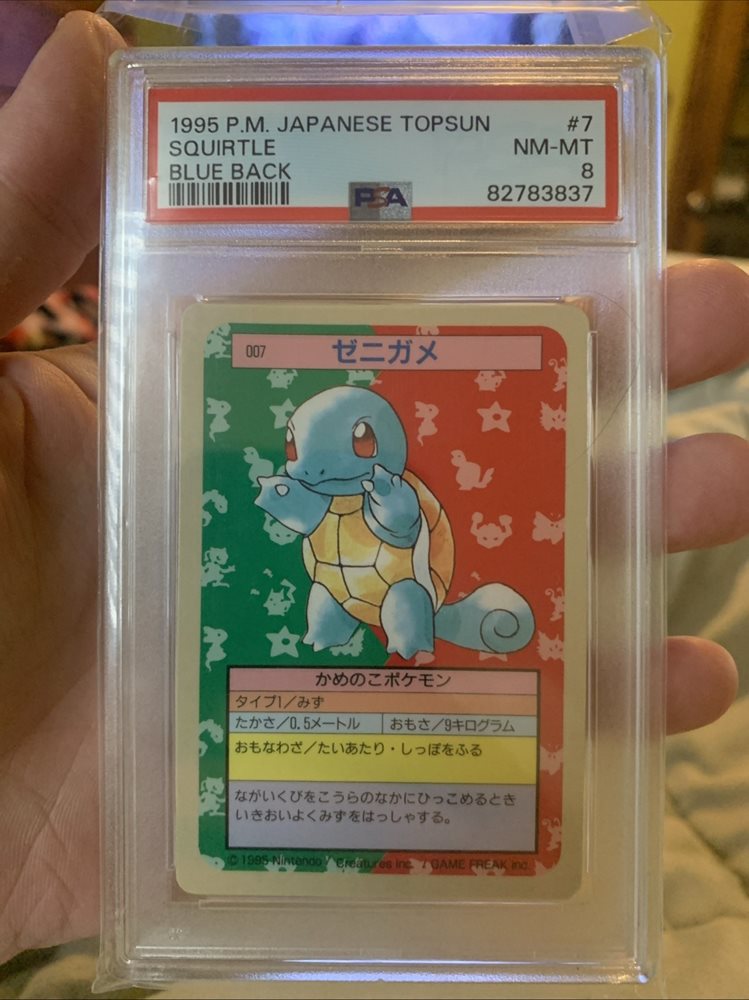 1995 P.M. JAPANESE TOPSUN #7
SQUIRTLE NM-MT
BLUE BACK 8
PSA 82783837
007 ゼニガメ
かめのこポケモン
タイプ1/みず
たかさ/0.5メートル おもさ/9キログラム
おもなわざ/たいあたり・しっぽをふる
ながいくびをこうらのなかにひっこめるとき
いきおいよくみずをはっしゃする。
© 1995 Nintendo / Creatures inc. / GAME FREAK inc.